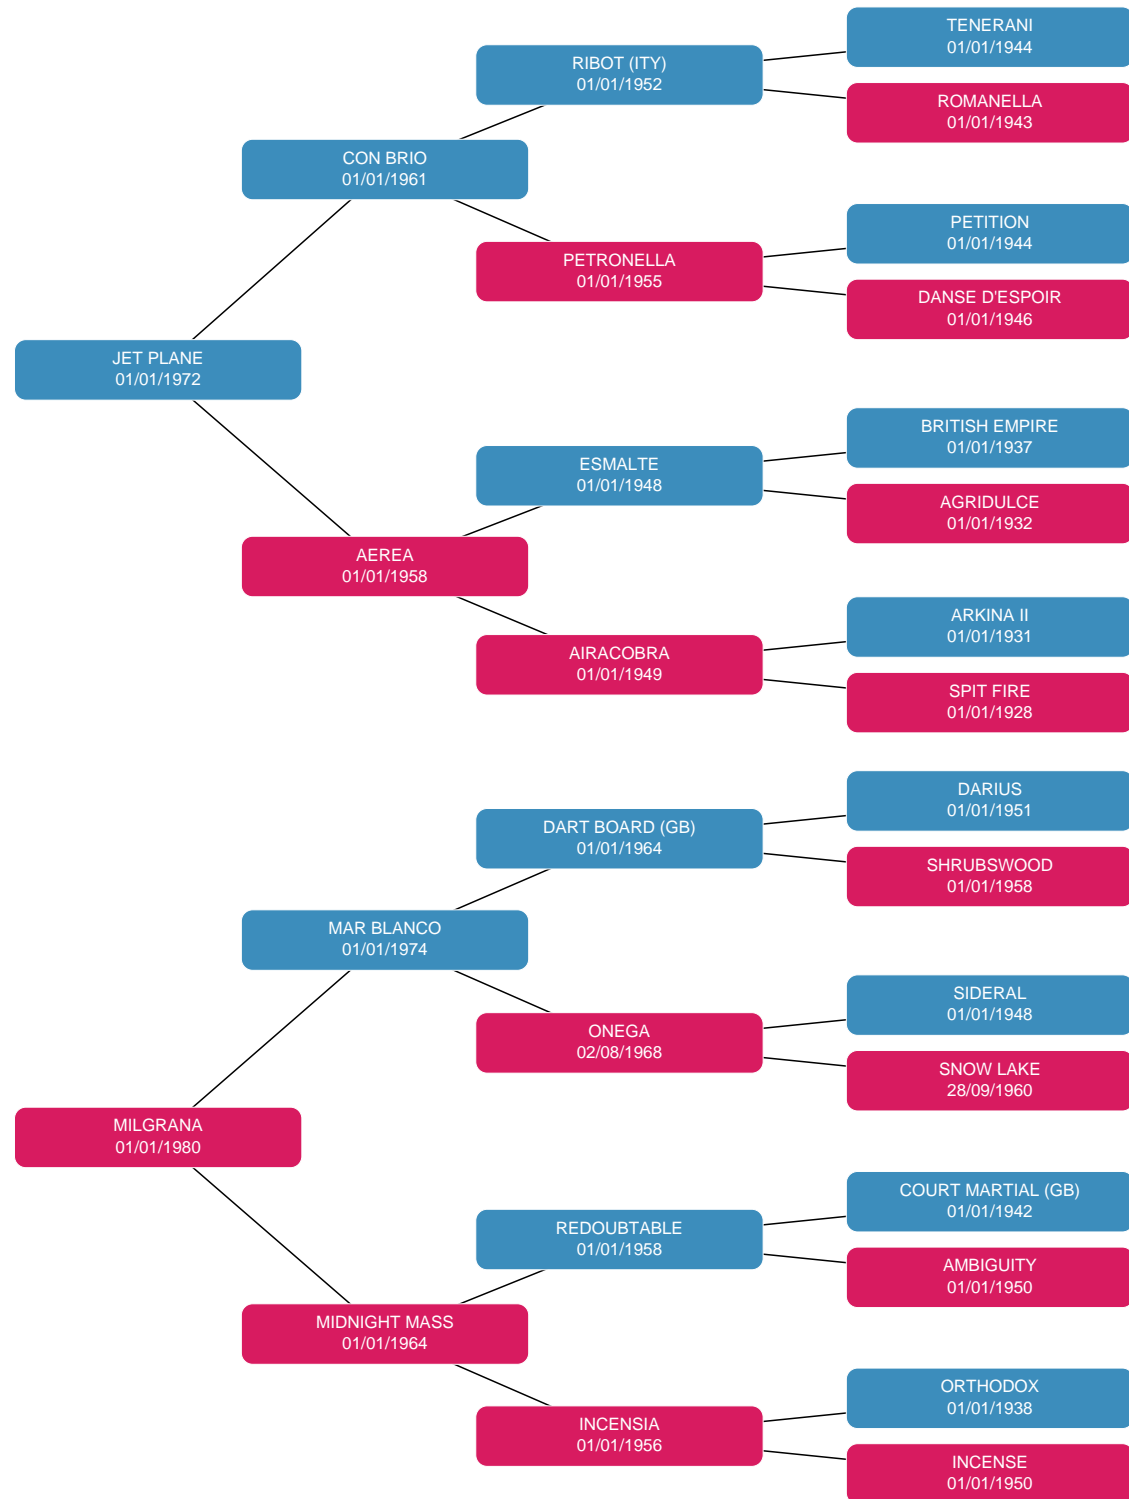 TENERANI
01/01/1944
RIBOT (ITY)
01/01/1952
ROMANELLA
01/01/1943
CON BRIO
01/01/1961
PETITION
01/01/1944
PETRONELLA
01/01/1955
DANSE D'ESPOIR
01/01/1946
JET PLANE
01/01/1972
BRITISH EMPIRE
01/01/1937
ESMALTE
01/01/1948
AGRIDULCE
01/01/1932
AEREA
01/01/1958
ARKINA II
01/01/1931
AIRACOBRA
01/01/1949
SPIT FIRE
01/01/1928
DARIUS
01/01/1951
DART BOARD (GB)
01/01/1964
SHRUBSWOOD
01/01/1958
MAR BLANCO
01/01/1974
SIDERAL
01/01/1948
ONEGA
02/08/1968
SNOW LAKE
28/09/1960
MILGRANA
01/01/1980
COURT MARTIAL (GB)
01/01/1942
REDOUBTABLE
01/01/1958
AMBIGUITY
01/01/1950
MIDNIGHT MASS
01/01/1964
ORTHODOX
01/01/1938
INCENSIA
01/01/1956
INCENSE
01/01/1950